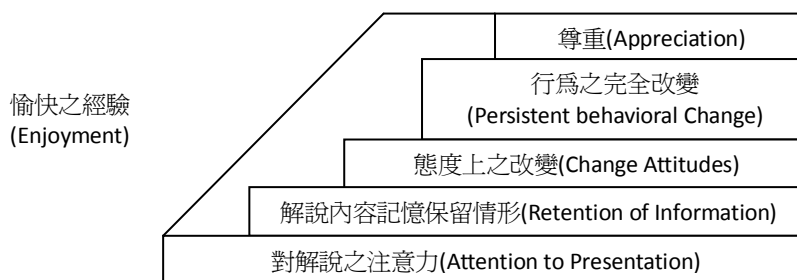 尊重(Appreciation)
行為之完全改變
(Persistent behavioral Change)
愉快之經驗
(Enjoyment)
態度上之改變(Change Attitudes)
解說內容記憶保留情形(Retention of Information)
對解說之注意力(Attention to Presentation)